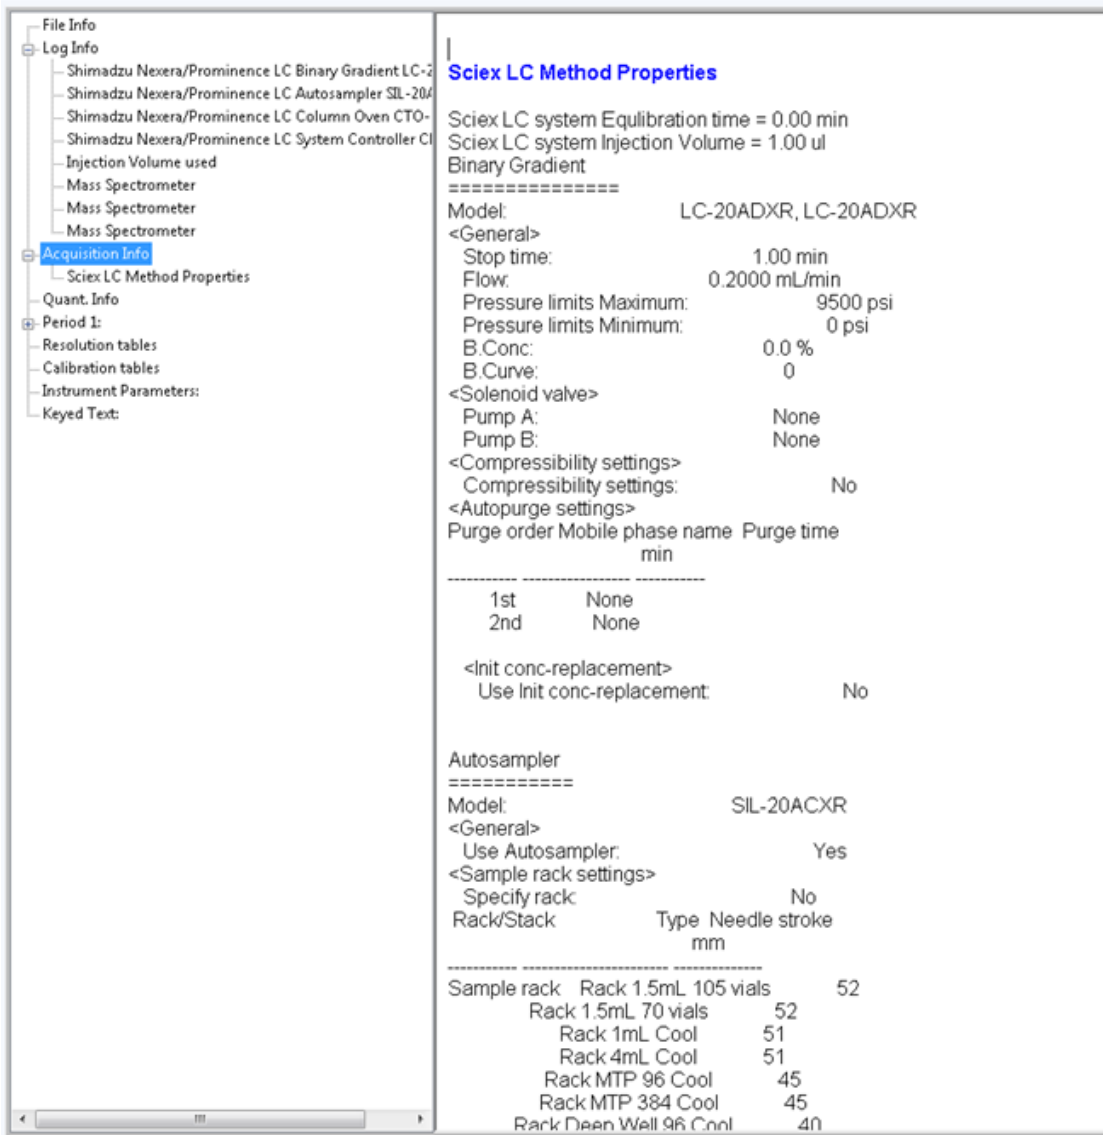 File Info
Log Info
Shimadzu Nexera/Prominence LC Binary Gradient LC-2
Shimadzu Nexera/Prominence LC Autosampler SIL-20A
Shimadzu Nexera/Prominence LC Column Oven CTO-
Shimadzu Nexera/Prominence LC System Controller C
Injection Volume used
Mass Spectrometer
Mass Spectrometer
Mass Spectrometer
Acquisition Info
Sciex LC Method Properties
Quant. Info
Period 1:
Resolution tables
Calibration tables
Instrument Parameters:
Keyed Text:
Sciex LC Method Properties
Sciex LC system Equlibration time = 0.00 min
Sciex LC system Injection Volume = 1.00 ul
Binary Gradient
===============
Model: LC-20ADXR, LC-20ADXR
<General>
Stop time: 1.00 min
Flow: 0.2000 mL/min
Pressure limits Maximum: 9500 psi
Pressure limits Minimum: 0 psi
B.Conc: 0.0 %
B.Curve: 0
<Solenoid valve>
Pump A: None
Pump B: None
<Compressibility settings>
Compressibility settings: No
<Autopurge settings>
Purge order Mobile phase name Purge time
min
----------- ----------------- -----------
1st None
2nd None
<Init conc-replacement>
Use Init conc-replacement: No
Autosampler
===========
Model: SIL-20ACXR
<General>
Use Autosampler: Yes
<Sample rack settings>
Specify rack: No
Rack/Stack Type Needle stroke
mm
----------- ----------------------- --------------
Sample rack Rack 1.5mL 105 vials 52
Rack 1.5mL 70 vials 52
Rack 1mL Cool 51
Rack 4mL Cool 51
Rack MTP 96 Cool 45
Rack MTP 384 Cool 45
Rack Deep Well 96 Cool 40